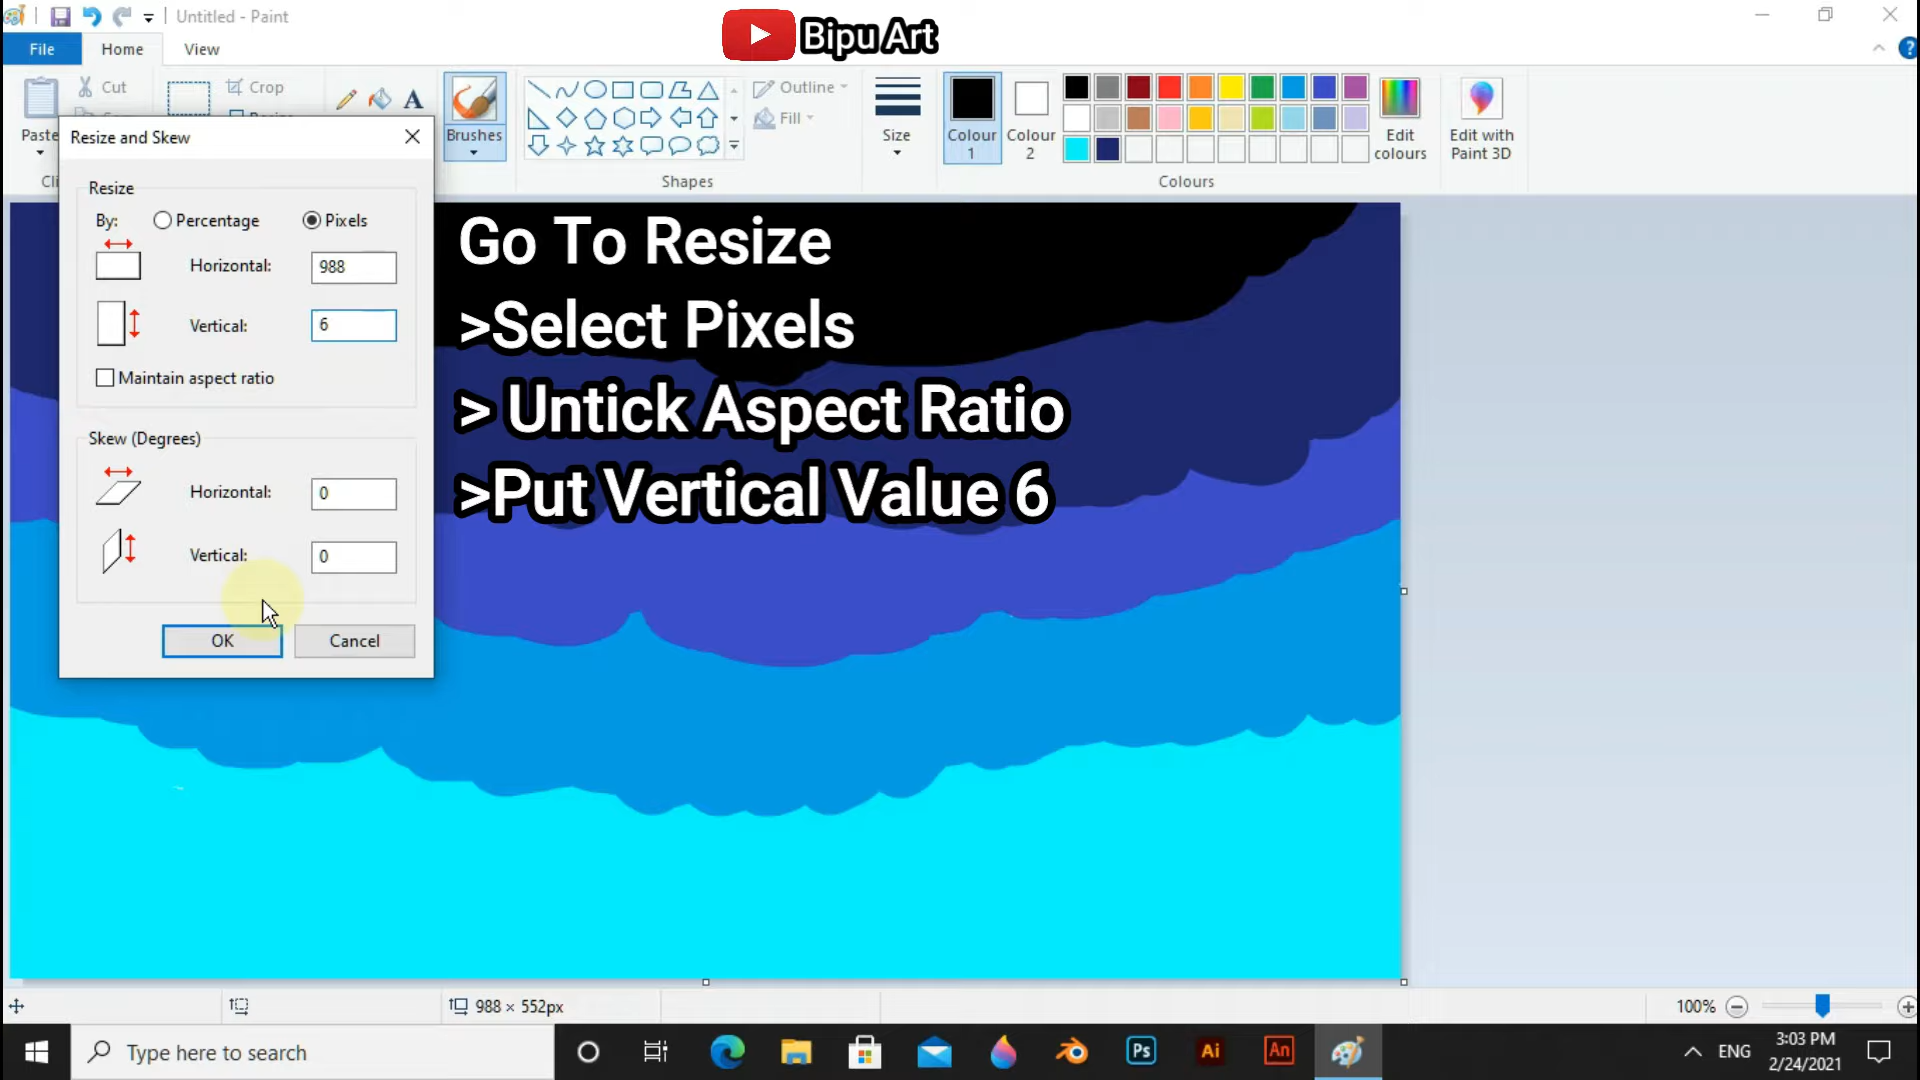 Untitled - Paint
Bipu Art
File
Home
View
?
Paste
Cut
Crop
A
Brushes
Outline
Fill
Shapes
Size
Colour
1
Colour
2
Edit
colours
Edit with
Paint 3D
Colours
Resize and Skew
Resize
By:
Percentage
Pixels
Horizontal:
988
Vertical:
6
Maintain aspect ratio
Skew (Degrees)
Horizontal:
0
Vertical:
0
OK
Cancel
Go To Resize
>Select Pixels
> Untick Aspect Ratio
>Put Vertical Value 6
988 × 552px
100%
Type here to search
Ps
Ai
An
ENG
3:03 PM
2/24/2021